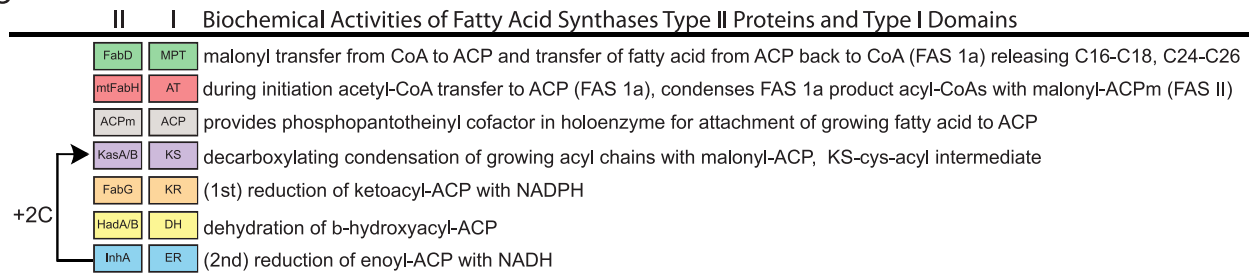 II I Biochemical Activities of Fatty Acid Synthases Type II Proteins and Type I Domains
FabD MPT malonyl transfer from CoA to ACP and transfer of fatty acid from ACP back to CoA (FAS 1a) releasing C16-C18, C24-C26
mtFabH AT during initiation acetyl-CoA transfer to ACP (FAS 1a), condenses FAS 1a product acyl-CoAs with malonyl-ACPm (FAS II)
ACPm ACP provides phosphopantotheinyl cofactor in holoenzyme for attachment of growing fatty acid to ACP
KasA/B KS decarboxylating condensation of growing acyl chains with malonyl-ACP, KS-cys-acyl intermediate
FabG KR (1st) reduction of ketoacyl-ACP with NADPH
+2C
HadA/B DH dehydration of b-hydroxyacyl-ACP
InhA ER (2nd) reduction of enoyl-ACP with NADH